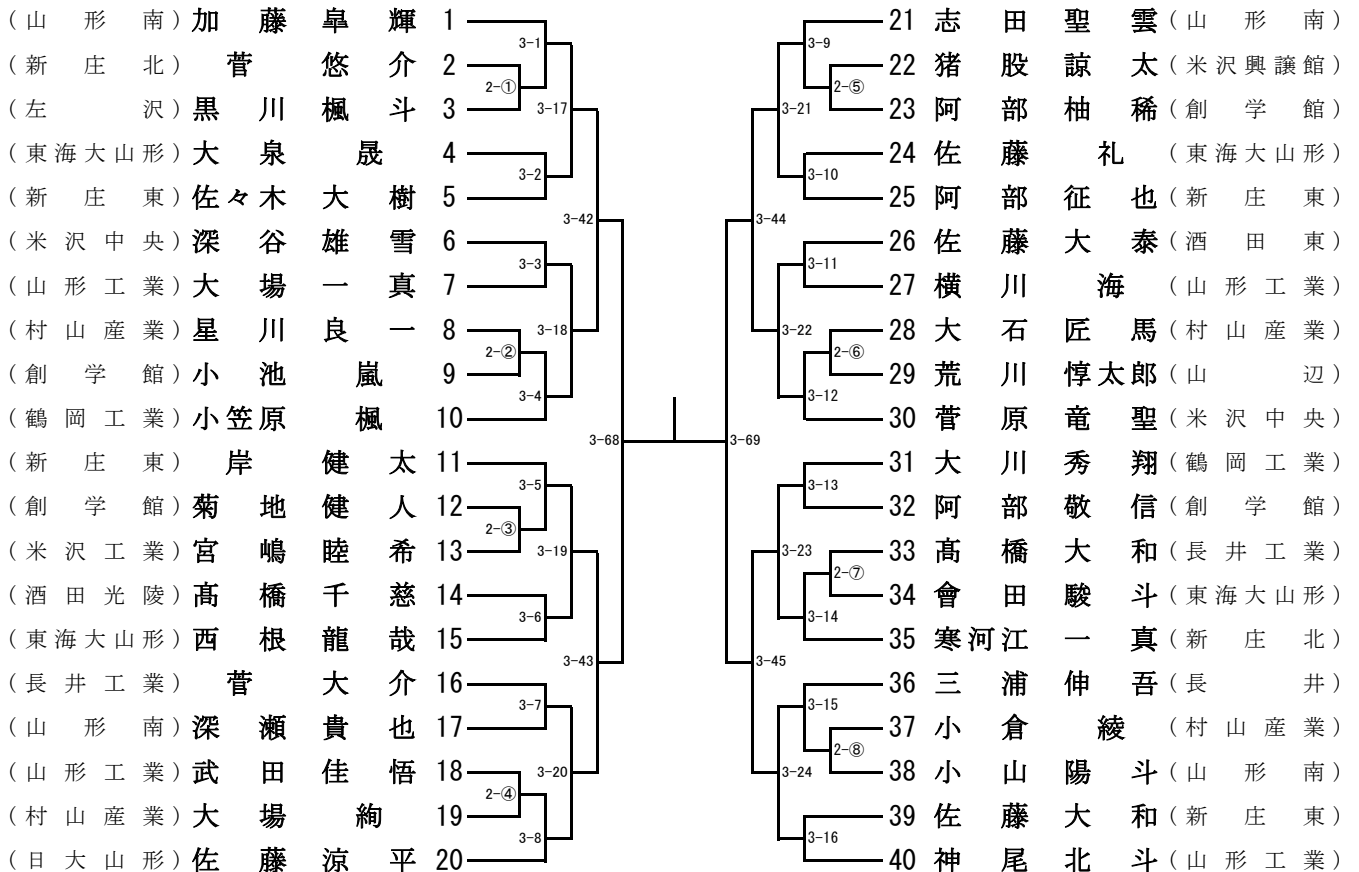 (山形南) 加藤皐輝 1
(新庄北) 菅悠介 2
(左沢) 黒川楓斗 3
(東海大山形) 大泉晟 4
(新庄東) 佐々木大樹 5
(米沢中央) 深谷雄雪 6
(山形工業) 大場一真 7
(村山産業) 星川良一 8
(創学館) 小池嵐 9
(鶴岡工業) 小笠原楓 10
(新庄東) 岸健太 11
(創学館) 菊地健人 12
(米沢工業) 宮嶋睦希 13
(酒田光陵) 髙橋千慈 14
(東海大山形) 西根龍哉 15
(長井工業) 菅大介 16
(山形南) 深瀬貴也 17
(山形工業) 武田佳悟 18
(村山産業) 大場絢 19
(日大山形) 佐藤涼平 20
3-1
2-①
3-17
3-2
3-42
3-3
3-18
2-②
3-4
3-68
3-5
2-③
3-19
3-6
3-43
3-7
3-20
2-④
3-8
3-9
2-⑤
3-21
3-10
3-44
3-11
3-22
2-⑥
3-12
3-69
3-13
3-23
2-⑦
3-14
3-45
3-15
2-⑧
3-24
3-16
21 志田聖雲 (山形南)
22 猪股諒太 (米沢興譲館)
23 阿部柚稀 (創学館)
24 佐藤礼 (東海大山形)
25 阿部征也 (新庄東)
26 佐藤大泰 (酒田東)
27 横川海 (山形工業)
28 大石匠馬 (村山産業)
29 荒川惇太郎 (山辺)
30 菅原竜聖 (米沢中央)
31 大川秀翔 (鶴岡工業)
32 阿部敬信 (創学館)
33 髙橋大和 (長井工業)
34 會田駿斗 (東海大山形)
35 寒河江一真 (新庄北)
36 三浦伸吾 (長井)
37 小倉綾 (村山産業)
38 小山陽斗 (山形南)
39 佐藤大和 (新庄東)
40 神尾北斗 (山形工業)